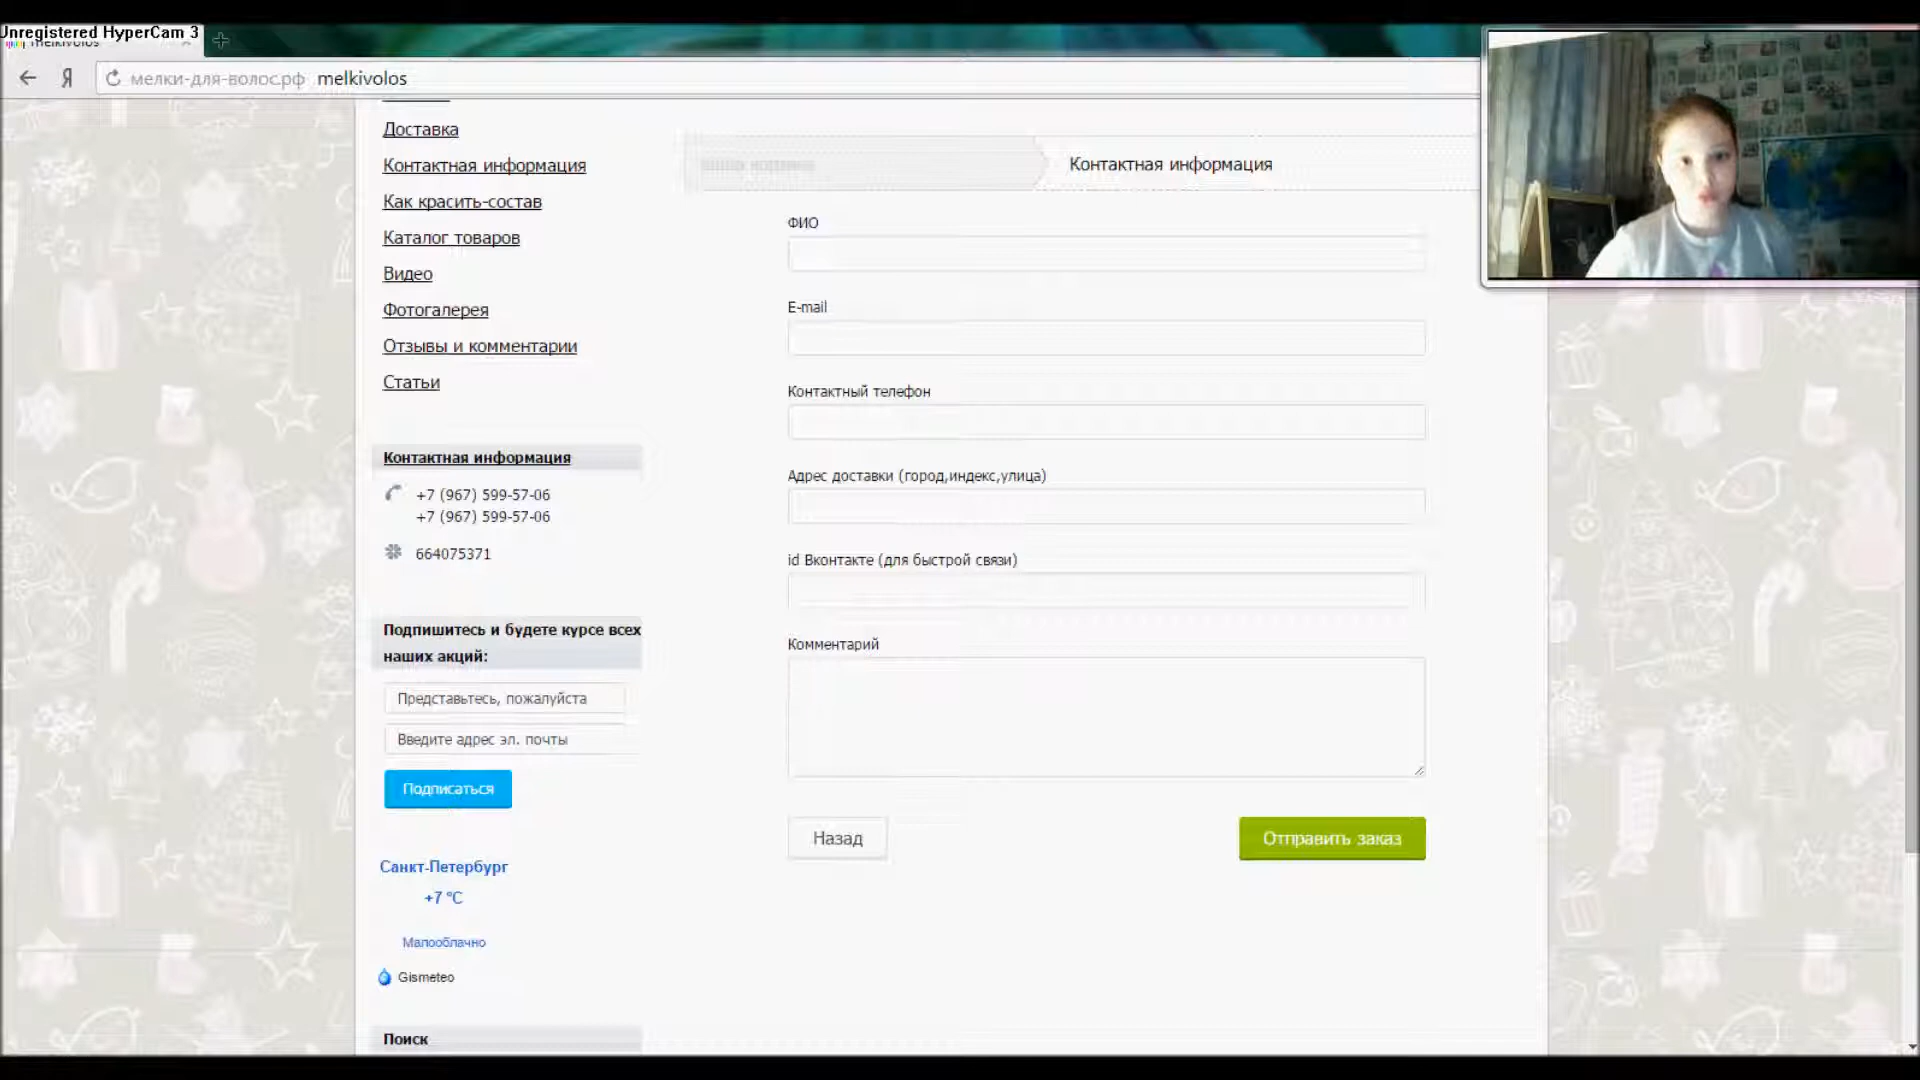 Unregistered HyperCam 3
melkivolos
Я
мелки-для-волос.рф melkivolos
Доставка
Контактная информация
Как красить-состав
Каталог товаров
Видео
Фотогалерея
Отзывы и комментарии
Статьи
Контактная информация
+7 (967) 599-57-06
+7 (967) 599-57-06
664075371
Подпишитесь и будете курсе всех
наших акций:
Представьтесь, пожалуйста
Введите адрес эл. почты
Подписаться
Санкт-Петербург
+7 °C
Малооблачно
Gismeteo
Поиск
Контактная информация
ФИО
E-mail
Контактный телефон
Адрес доставки (город,индекс,улица)
id Вконтакте (для быстрой связи)
Комментарий
Назад
Отправить заказ